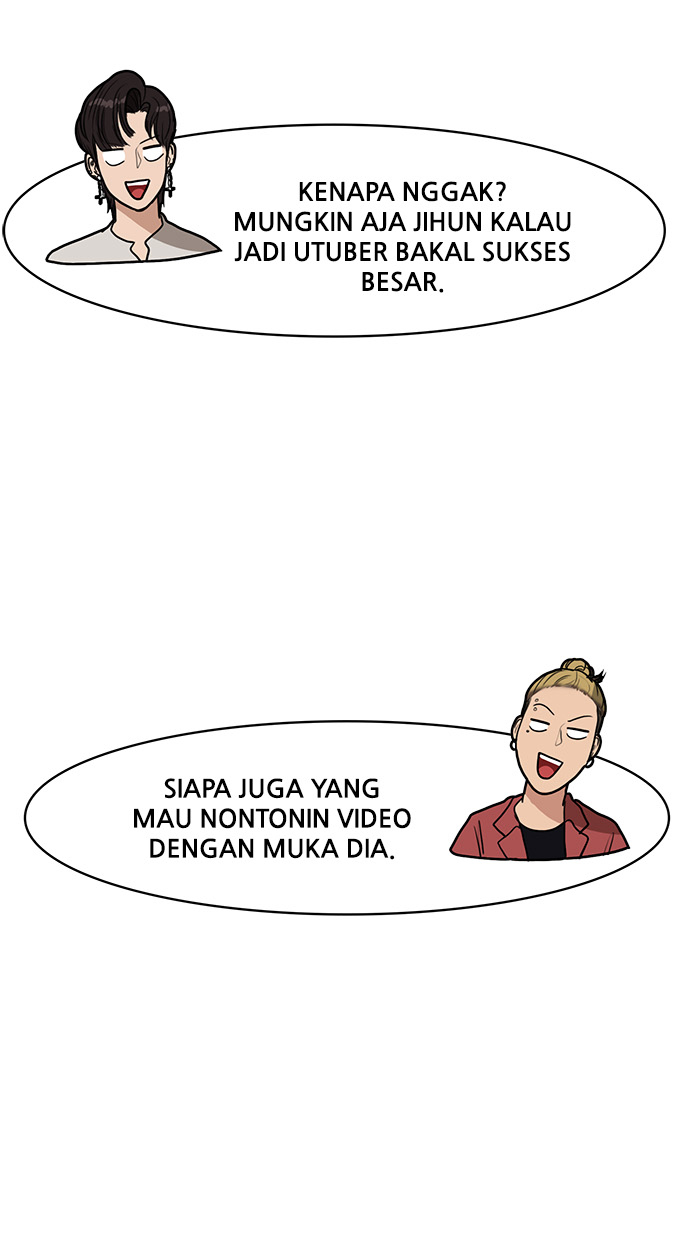 KENAPA NGGAK?
MUNGKIN AJA JIHUN KALAU
JADI UTUBER BAKAL SUKSES
BESAR.
SIAPA JUGA YANG
MAU NONTONIN VIDEO
DENGAN MUKA DIA.